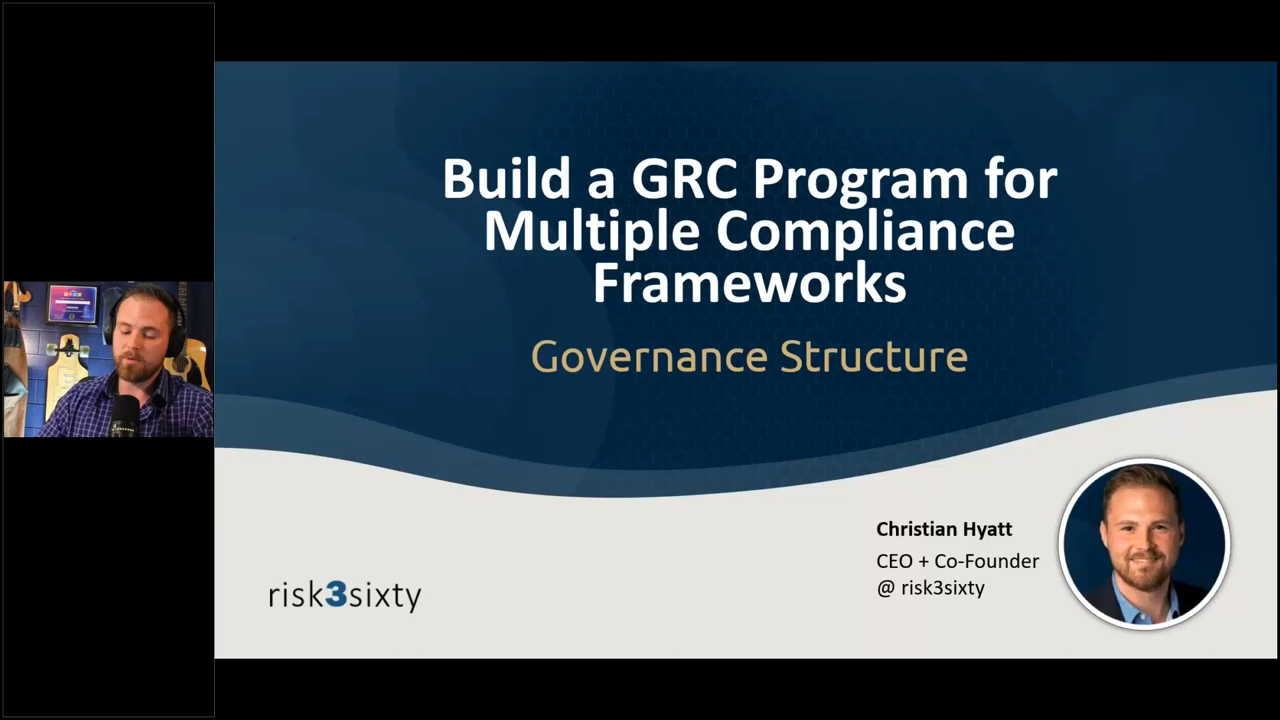 Build a GRC Program for
Multiple Compliance
Frameworks
Governance Structure
Christian Hyatt
CEO + Co-Founder
@ risk3sixty
risk3sixty